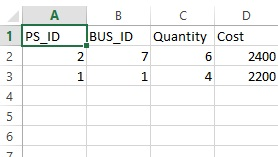 A B C D
1 PS_ID BUS_ID Quantity Cost
2 2 7 6 2400
3 1 1 4 2200
4
5
6
7